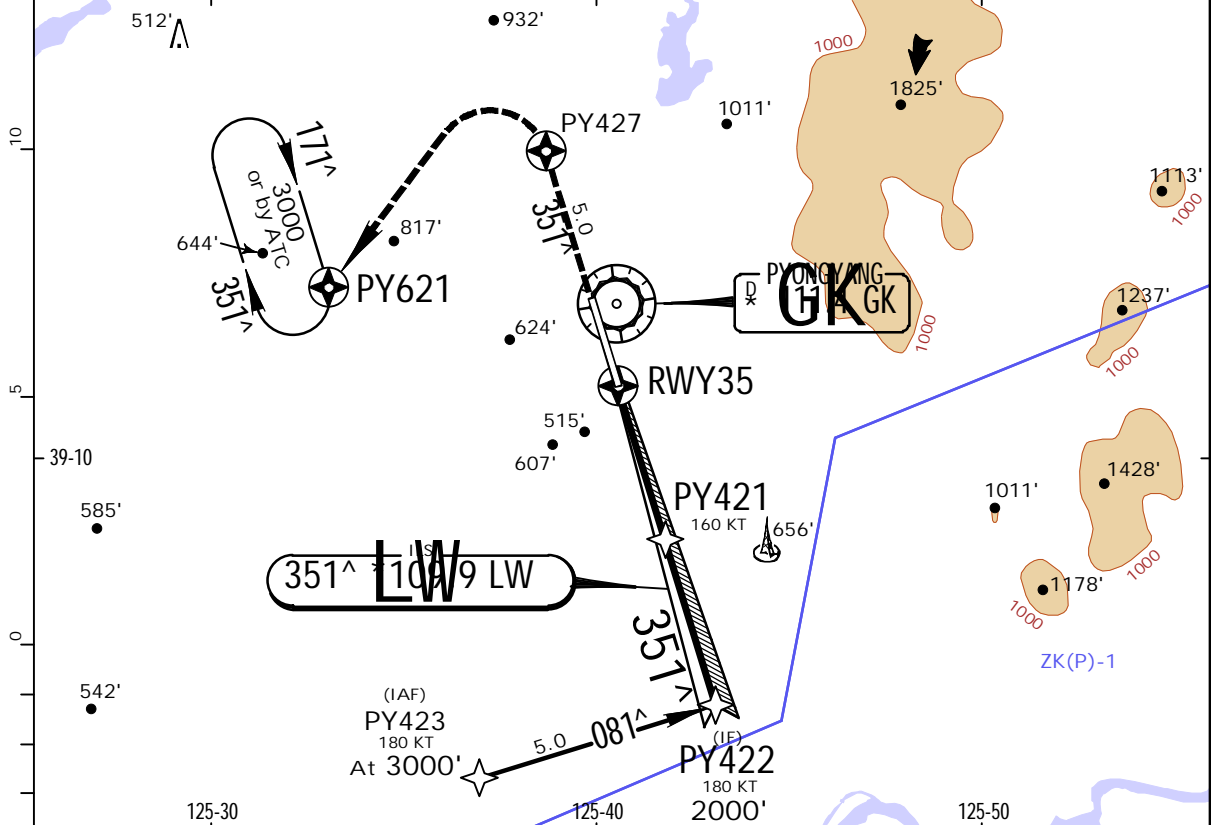 512'
932'
1000
1825'
1011'
10
PY427
171^
3000
or by ATC
5.0
351^
1113'
1000
644'
817'
351^
PY621
PYONGYANG
D
*
GK
GK
1237'
624'
1000
1000
5
RWY35
515'
607'
39-10
1428'
PY421
160 KT
1011'
585'
656'
ILS
351^ *109.9 LW
LW
1000
1178'
1000
351^
0
ZK(P)-1
542'
(IAF)
PY423
180 KT
At 3000'
5.0
081^
(IF)
PY422
180 KT
2000'
125-30
125-40
125-50